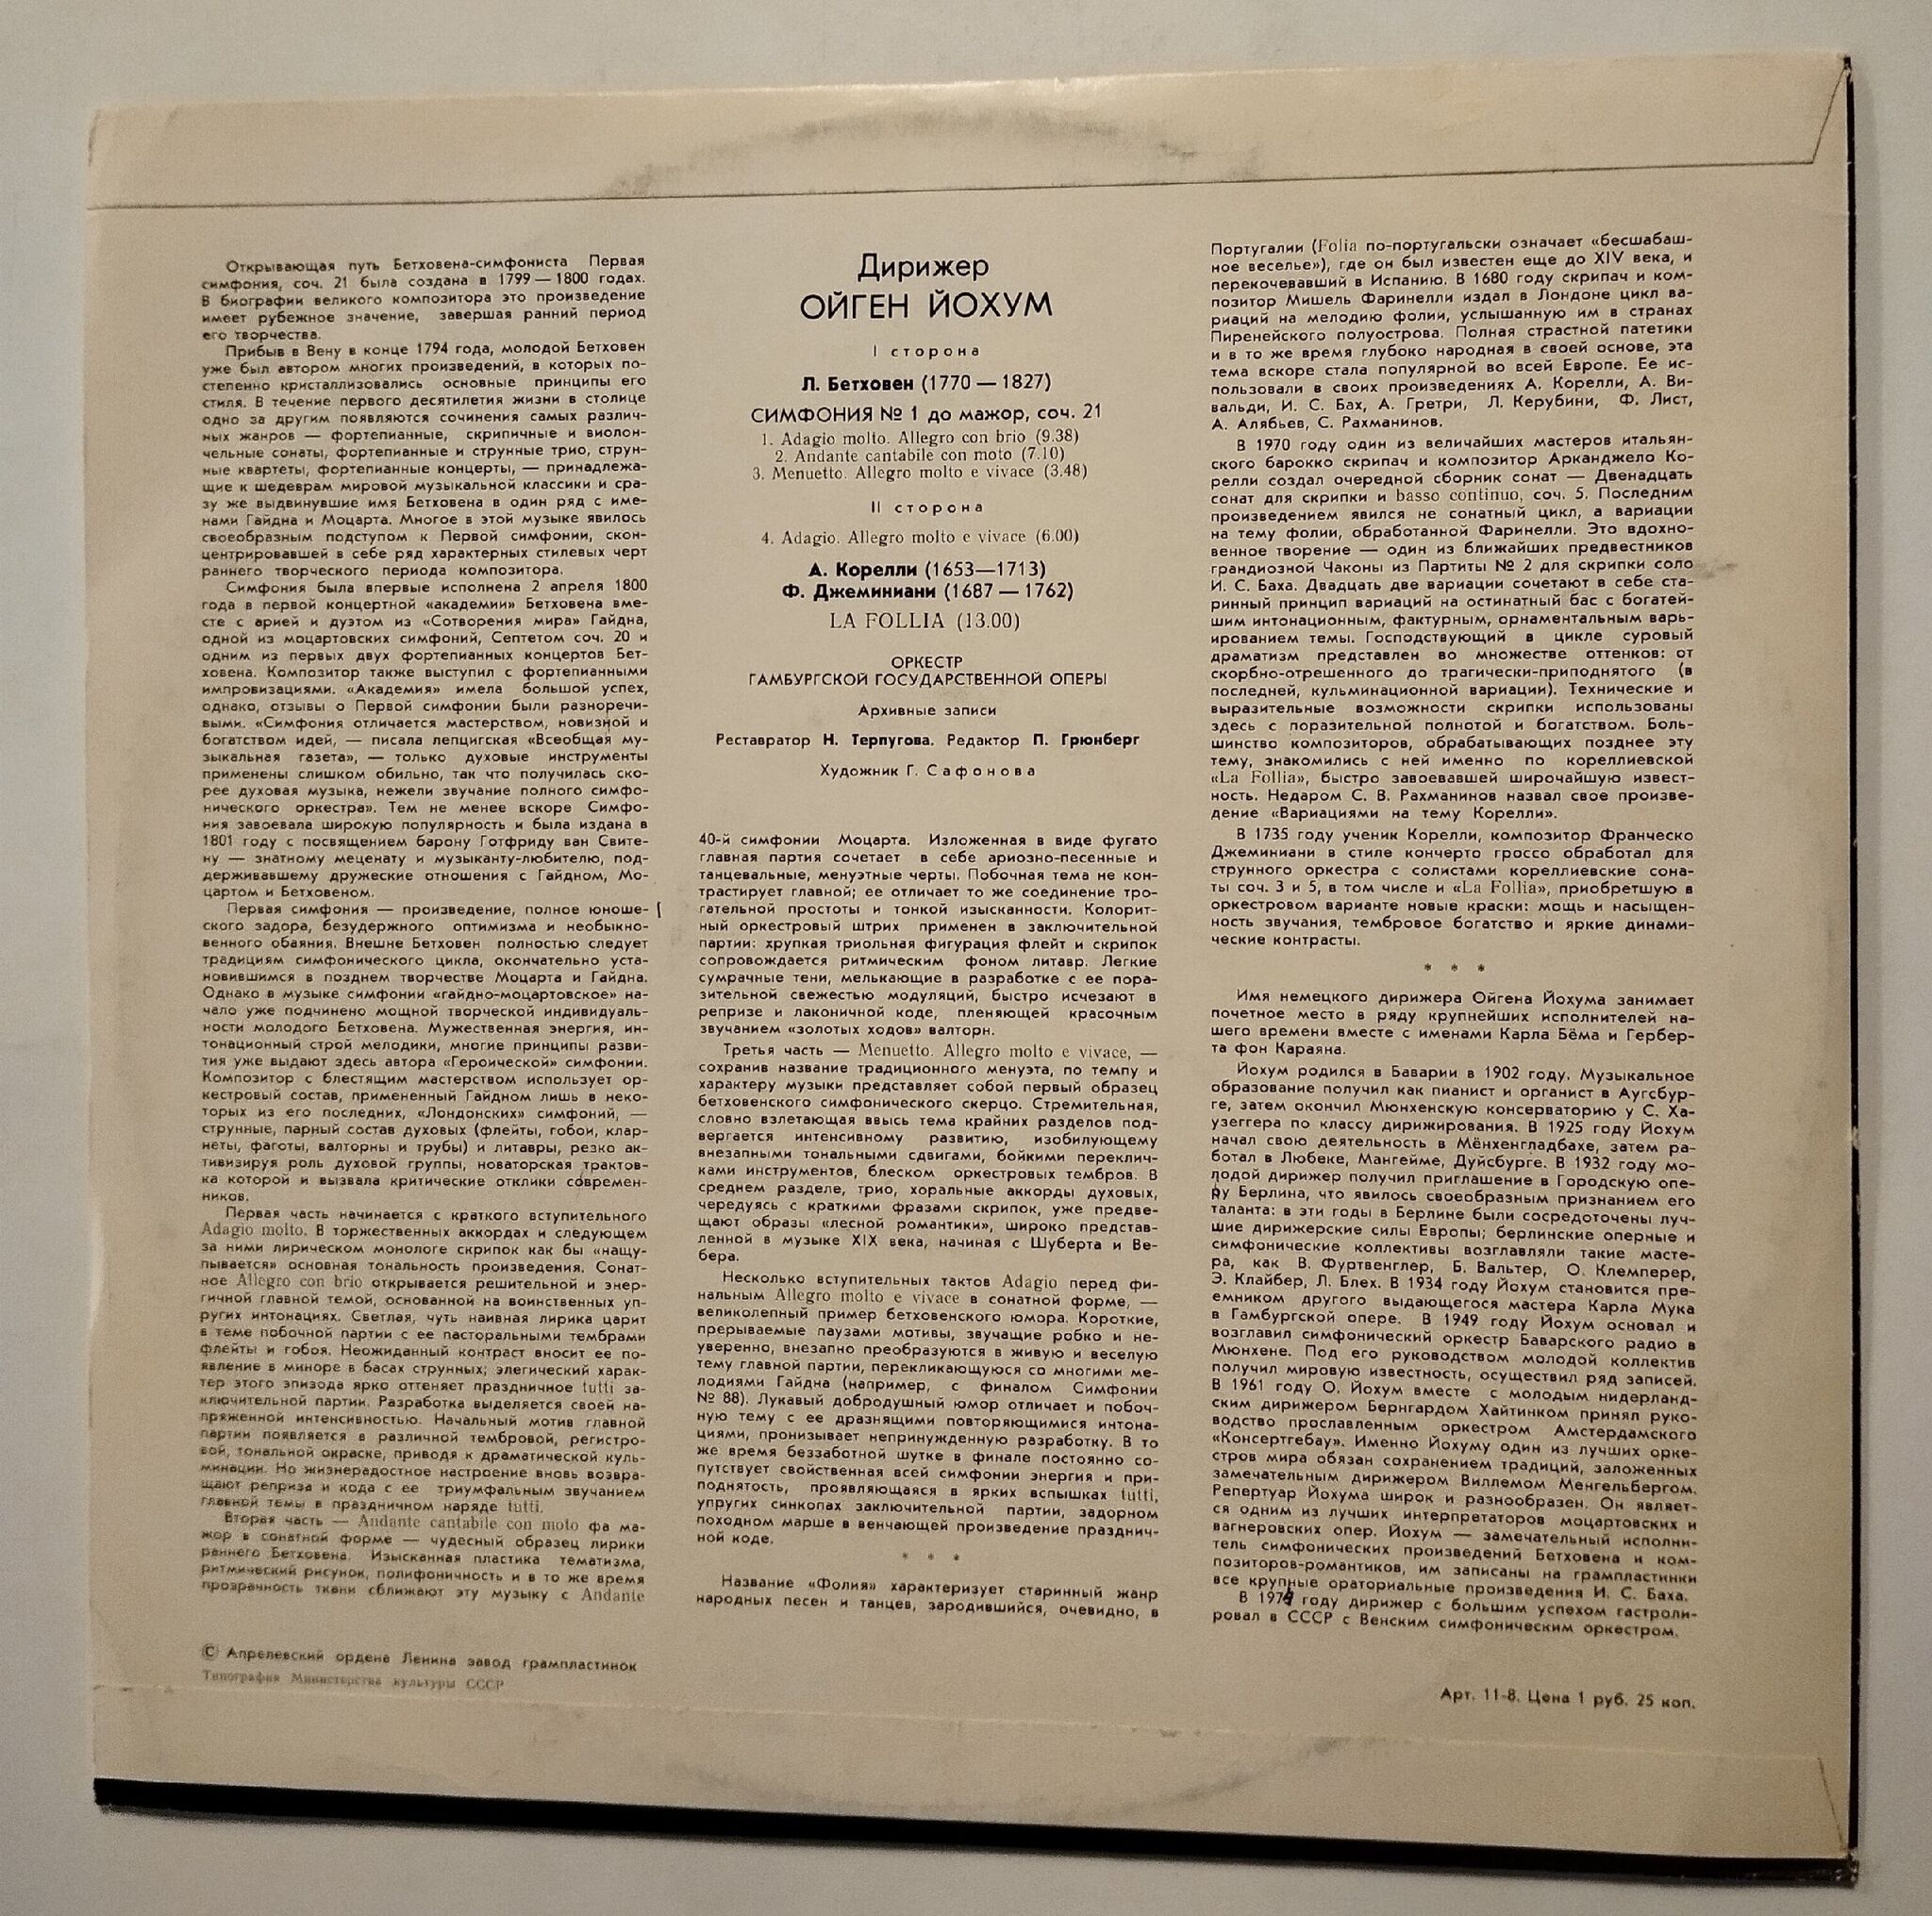 Открывающая путь Бетховена-симфониста Первая
симфония, соч. 21 была создана в 1799 — 1800 годах.
В биографии великого композитора это произведение
имеет рубежное значение, завершая ранний период
его творчества.
Прибыв в Вену в конце 1794 года, молодой Бетховен
уже был автором многих произведений, в которых по-
степенно кристаллизовались основные принципы его
стиля. В течение первого десятилетия жизни в столице
одно за другим появляются сочинения самых различ-
ных жанров — фортепианные, скрипичные и виолон-
чельные сонаты, фортепианные и струнные трио, струн-
ные квартеты, фортепианные концерты, — принадлежа-
щие к шедеврам мировой музыкальной классики и сра-
зу же выдвинувшие имя Бетховена в один ряд с име-
нами Гайдна и Моцарта. Многое в этой музыке явилось
своеобразным подступом к Первой симфонии, скон-
центрировавшей в себе ряд характерных стилевых черт
раннего творческого периода композитора.
Симфония была впервые исполнена 2 апреля 1800
года в первой концертной «академии» Бетховена вме-
сте с арией и дуэтом из «Сотворения мира» Гайдна,
одной из моцартовских симфоний, Септетом соч. 20 и
одним из первых двух фортепианных концертов Бет-
ховена. Композитор также выступил с фортепианными
импровизациями. «Академия» имела большой успех,
однако, отзывы о Первой симфонии были разноречи-
выми. «Симфония отличается мастерством, новизной и
богатством идей, — писала лепцигская «Всеобщая му-
зыкальная газета», — только духовые инструменты
применены слишком обильно, так что получилась ско-
рее духовая музыка, нежели звучание полного симфо-
нического оркестра». Тем не менее вскоре Симфо-
ния завоевала широкую популярность и была издана в
1801 году с посвящением барону Готфриду ван Свите-
ну — знатному меценату и музыканту-любителю, под-
держивавшему дружеские отношения с Гайдном, Мо-
цартом и Бетховеном.
Первая симфония — произведение, полное юноше-
ского задора, безудержного оптимизма и необыкно-
венного обаяния. Внешне Бетховен полностью следует
традициям симфонического цикла, окончательно уста-
новившимся в позднем творчестве Моцарта и Гайдна.
Однако в музыке симфонии «гайдно-моцартовское» на-
чало уже подчинено мощной творческой индивидуаль-
ности молодого Бетховена. Мужественная энергия, ин-
тонационный строй мелодики, многие принципы разви-
тия уже выдают здесь автора «Героической» симфонии.
Композитор с блестящим мастерством использует ор-
кестровый состав, примененный Гайдном лишь в неко-
торых из его последних, «Лондонских» симфоний, —
струнные, парный состав духовых (флейты, гобои, клар-
неты, фаготы, валторны и трубы) и литавры, резко ак-
тивизируя роль духовой группы, новаторская трактов-
ка которой и вызвала критические отклики современ-
ников.
Первая часть начинается с краткого вступительного
Adagio molto. В торжественных аккордах и следующем
за ними лирическом монологе скрипок как бы «нащу-
пывается» основная тональность произведения. Сонат-
ное Allegro con brio открывается решительной и энер-
гичной главной темой, основанной на воинственных уп-
ругих интонациях. Светлая, чуть наивная лирика царит
в теме побочной партии с ее пасторальными тембрами
флейты и гобоя. Неожиданный контраст вносит ее по-
явление в миноре в басах струнных; элегический харак-
тер этого эпизода ярко оттеняет праздничное tutti за-
ключительной партии. Разработка выделяется своей на-
пряженной интенсивностью. Начальный мотив главной
партии появляется в различной тембровой, регистро-
вой, тональной окраске, приводя к драматической куль-
минации. Но жизнерадостное настроение вновь возвра-
щают реприза и кода с ее триумфальным звучанием
главной темы в праздничном наряде tutti.
Вторая часть — Andante cantabile con moto фа ма-
жор в сонатной форме — чудесный образец лирики
раннего Бетховена. Изысканная пластика тематизма,
ритмический рисунок, полифоничность и в то же время
прозрачность ткани сближают эту музыку с Andante
© Апрелевский ордена Ленина завод грампластинок
Типография Министерства культуры СССР
Дирижер
ОЙГЕН ЙОХУМ
I сторона
Л. Бетховен (1770 — 1827)
СИМФОНИЯ № 1 до мажор, соч. 21
1. Adagio molto. Allegro con brio (9.38)
2. Andante cantabile con moto (7.10)
3. Menuetto. Allegro molto e vivace (3.48)
II сторона
4. Adagio. Allegro molto e vivace (6.00)
А. Корелли (1653—1713)
Ф. Джеминиани (1687 — 1762)
LA FOLLIA (13.00)
ОРКЕСТР
ГАМБУРГСКОЙ ГОСУДАРСТВЕННОЙ ОПЕРЫ
Архивные записи
Реставратор Н. Терпугова. Редактор П. Грюнберг
Художник Г. Сафонова
40-й симфонии Моцарта. Изложенная в виде фугато
главная партия сочетает в себе ариозно-песенные и
танцевальные, менуэтные черты. Побочная тема не кон-
трастирует главной; ее отличает то же соединение тро-
гательной простоты и тонкой изысканности. Колорит-
ный оркестровый штрих применен в заключительной
партии: хрупкая триольная фигурация флейт и скрипок
сопровождается ритмическим фоном литавр. Легкие
сумрачные тени, мелькающие в разработке с ее пора-
зительной свежестью модуляций, быстро исчезают в
репризе и лаконичной коде, пленяющей красочным
звучанием «золотых ходов» валторн.
Третья часть — Menuetto. Allegro molto e vivace, —
сохранив название традиционного менуэта, по темпу и
характеру музыки представляет собой первый образец
бетховенского симфонического скерцо. Стремительная,
словно взлетающая ввысь тема крайних разделов под-
вергается интенсивному развитию, изобилующему
внезапными тональными сдвигами, бойкими переклич-
ками инструментов, блеском оркестровых тембров. В
среднем разделе, трио, хоральные аккорды духовых,
чередуясь с краткими фразами скрипок, уже предве-
щают образы «лесной романтики», широко представ-
ленной в музыке XIX века, начиная с Шуберта и Ве-
бера.
Несколько вступительных тактов Adagio перед фи-
нальным Allegro molto e vivace в сонатной форме, —
великолепный пример бетховенского юмора. Короткие,
прерываемые паузами мотивы, звучащие робко и не-
уверенно, внезапно преобразуются в живую и веселую
тему главной партии, перекликающуюся со многими ме-
лодиями Гайдна (например, с финалом Симфонии
№ 88). Лукавый добродушный юмор отличает и побоч-
ную тему с ее дразнящими повторяющимися интона-
циями, пронизывает непринужденную разработку. В то
же время беззаботной шутке в финале постоянно со-
путствует свойственная всей симфонии энергия и при-
поднятость, проявляющаяся в ярких вспышках tutti,
упругих синкопах заключительной партии, задорном
походном марше в венчающей произведение празднич-
ной коде.
* * *
Название «Фолия» характеризует старинный жанр
народных песен и танцев, зародившийся, очевидно, в
Португалии (Folia по-португальски означает «бесшабаш-
ное веселье»), где он был известен еще до XIV века, и
перекочевавший в Испанию. В 1680 году скрипач и ком-
позитор Мишель Фаринелли издал в Лондоне цикл ва-
риаций на мелодию фолии, услышанную им в странах
Пиренейского полуострова. Полная страстной патетики
и в то же время глубоко народная в своей основе, эта
тема вскоре стала популярной во всей Европе. Ее ис-
пользовали в своих произведениях А. Корелли, А. Ви-
вальди, И. С. Бах, А. Гретри, Л. Керубини, Ф. Лист,
А. Алябьев, С. Рахманинов.
В 1970 году один из величайших мастеров итальян-
ского барокко скрипач и композитор Арканджело Ко-
релли создал очередной сборник сонат — Двенадцать
сонат для скрипки и basso continuo, соч. 5. Последним
произведением явился не сонатный цикл, а вариации
на тему фолии, обработанной Фаринелли. Это вдохно-
венное творение — один из ближайших предвестников
грандиозной Чаконы из Партиты № 2 для скрипки соло
И. С. Баха. Двадцать две вариации сочетают в себе ста-
ринный принцип вариаций на остинатный бас с богатей-
шим интонационным, фактурным, орнаментальным варь-
ированием темы. Господствующий в цикле суровый
драматизм представлен во множестве оттенков: от
скорбно-отрешенного до трагически-приподнятого (в
последней, кульминационной вариации). Технические и
выразительные возможности скрипки использованы
здесь с поразительной полнотой и богатством. Боль-
шинство композиторов, обрабатывающих позднее эту
тему, знакомились с ней именно по кореллиевской
«La Follia», быстро завоевавшей широчайшую извест-
ность. Недаром С. В. Рахманинов назвал свое произве-
дение «Вариациями на тему Корелли».
В 1735 году ученик Корелли, композитор Франческо
Джеминиани в стиле кончерто гроссо обработал для
струнного оркестра с солистами кореллиевские сона-
ты соч. 3 и 5, в том числе и «La Follia», приобретшую в
оркестровом варианте новые краски: мощь и насыщен-
ность звучания, тембровое богатство и яркие динами-
ческие контрасты.
* * *
Имя немецкого дирижера Ойгена Йохума занимает
почетное место в ряду крупнейших исполнителей на-
шего времени вместе с именами Карла Бёма и Гербер-
та фон Караяна.
Йохум родился в Баварии в 1902 году. Музыкальное
образование получил как пианист и органист в Аугсбур-
ге, затем окончил Мюнхенскую консерваторию у С. Ха-
узеггера по классу дирижирования. В 1925 году Йохум
начал свою деятельность в Мёнхенгладбахе, затем ра-
ботал в Любеке, Мангейме, Дуйсбурге. В 1932 году мо-
лодой дирижер получил приглашение в Городскую опе-
ру Берлина, что явилось своеобразным признанием его
таланта: в эти годы в Берлине были сосредоточены луч-
шие дирижерские силы Европы; берлинские оперные и
симфонические коллективы возглавляли такие масте-
ра, как В. Фуртвенглер, Б. Вальтер, О. Клемперер,
Э. Клайбер, Л. Блех. В 1934 году Йохум становится пре-
емником другого выдающегося мастера Карла Мука
в Гамбургской опере. В 1949 году Йохум основал и
возглавил симфонический оркестр Баварского радио в
Мюнхене. Под его руководством молодой коллектив
получил мировую известность, осуществил ряд записей.
В 1961 году О. Йохум вместе с молодым нидерланд-
ским дирижером Бернгардом Хайтинком принял руко-
водство прославленным оркестром Амстердамского
«Консертгебау». Именно Йохуму один из лучших орке-
стров мира обязан сохранением традиций, заложенных
замечательным дирижером Виллемом Менгельбергом.
Репертуар Йохума широк и разнообразен. Он являет-
ся одним из лучших интерпретаторов моцартовских и
вагнеровских опер. Йохум — замечательный исполни-
тель симфонических произведений Бетховена и ком-
позиторов-романтиков, им записаны на грампластинки
все крупные ораториальные произведения И. С. Баха.
В году дирижер с большим успехом гастроли-
ровал в СССР с Венским симфоническим оркестром.
Арт. 11-8. Цена 1 руб. 25 коп.